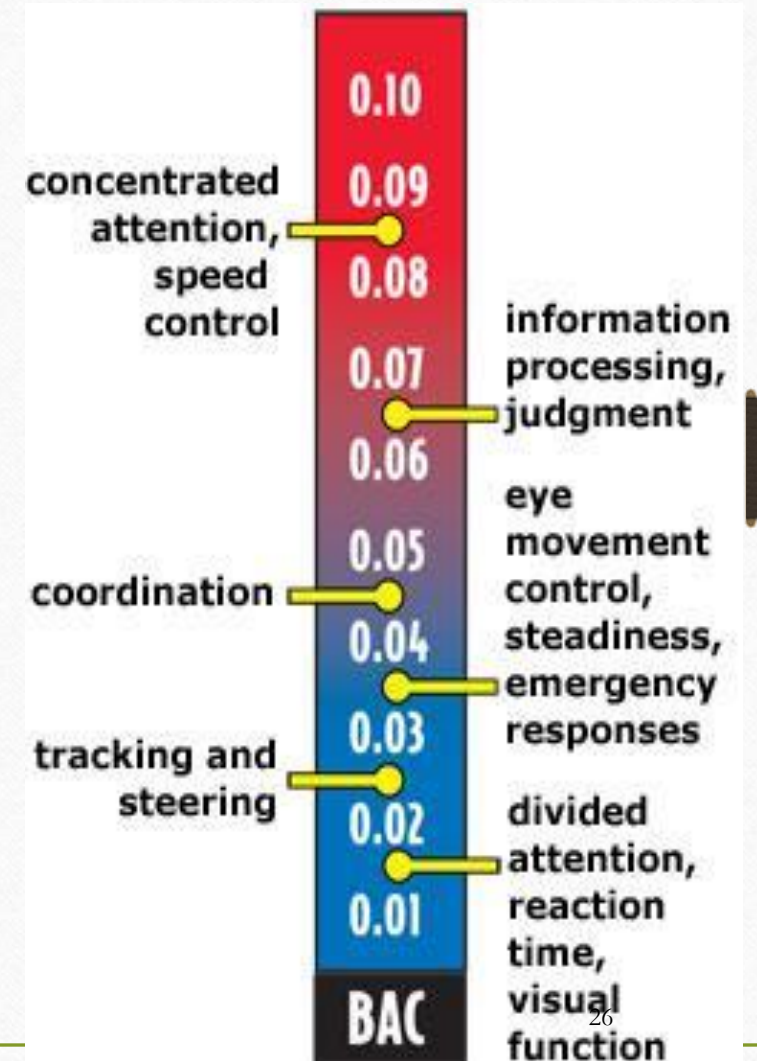 0.10
concentrated
attention,
speed
control
0.09
0.08
information
processing,
judgment
0.07
0.06
eye
movement
control,
steadiness,
emergency
responses
0.05
coordination
0.04
0.03
tracking and
steering
0.02
divided
attention,
reaction
time,
visual
function
0.01
BAC
26